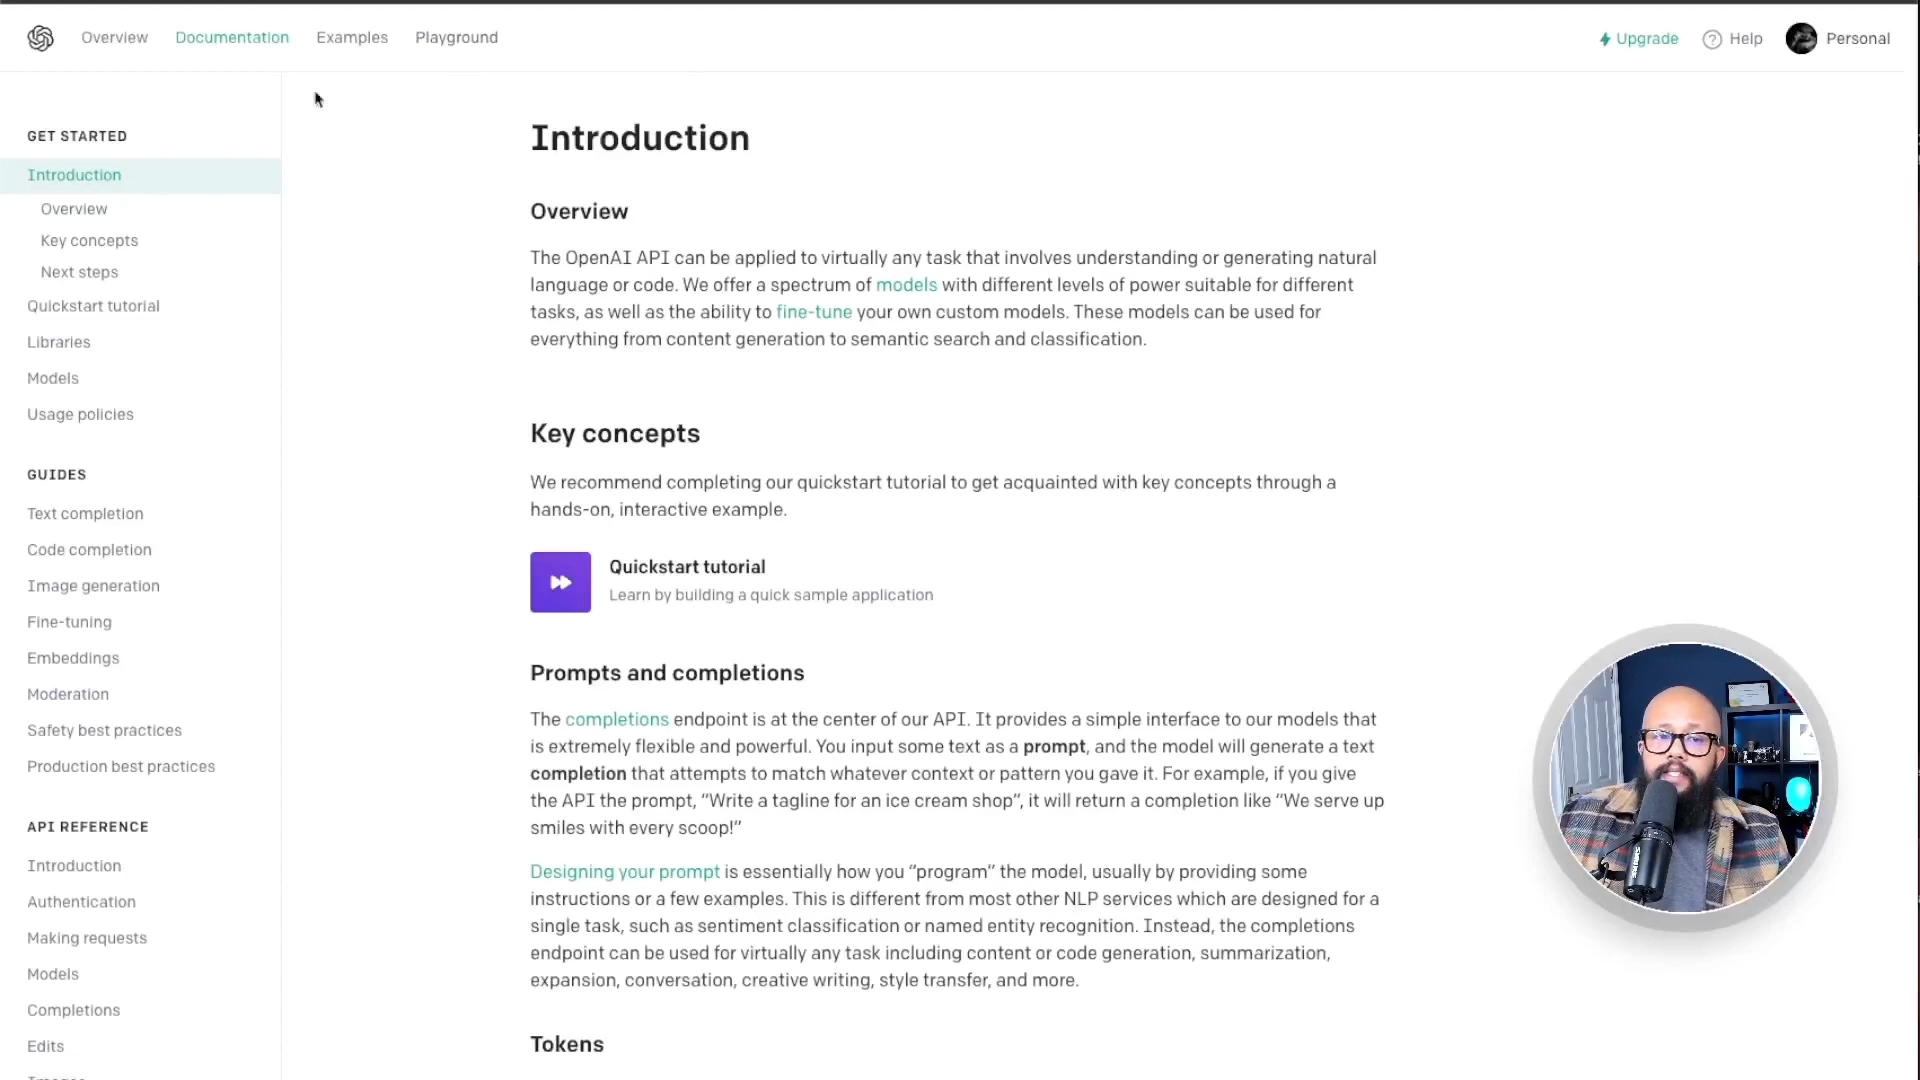 Overview
Documentation
Examples
Playground
Upgrade
Help
Personal
GET STARTED
Introduction
Overview
Key concepts
Next steps
Quickstart tutorial
Libraries
Models
Usage policies
GUIDES
Text completion
Code completion
Image generation
Fine-tuning
Embeddings
Moderation
Safety best practices
Production best practices
API REFERENCE
Introduction
Authentication
Making requests
Models
Completions
Edits
Introduction
Overview
The OpenAI API can be applied to virtually any task that involves understanding or generating natural
language or code. We offer a spectrum of models with different levels of power suitable for different
tasks, as well as the ability to fine-tune your own custom models. These models can be used for
everything from content generation to semantic search and classification.
Key concepts
We recommend completing our quickstart tutorial to get acquainted with key concepts through a
hands-on, interactive example.
Quickstart tutorial
Learn by building a quick sample application
Prompts and completions
The completions endpoint is at the center of our API. It provides a simple interface to our models that
is extremely flexible and powerful. You input some text as a prompt, and the model will generate a text
completion that attempts to match whatever context or pattern you gave it. For example, if you give
the API the prompt, “Write a tagline for an ice cream shop”, it will return a completion like “We serve up
smiles with every scoop!”
Designing your prompt is essentially how you “program” the model, usually by providing some
instructions or a few examples. This is different from most other NLP services which are designed for a
single task, such as sentiment classification or named entity recognition. Instead, the completions
endpoint can be used for virtually any task including content or code generation, summarization,
expansion, conversation, creative writing, style transfer, and more.
Tokens
SHURE